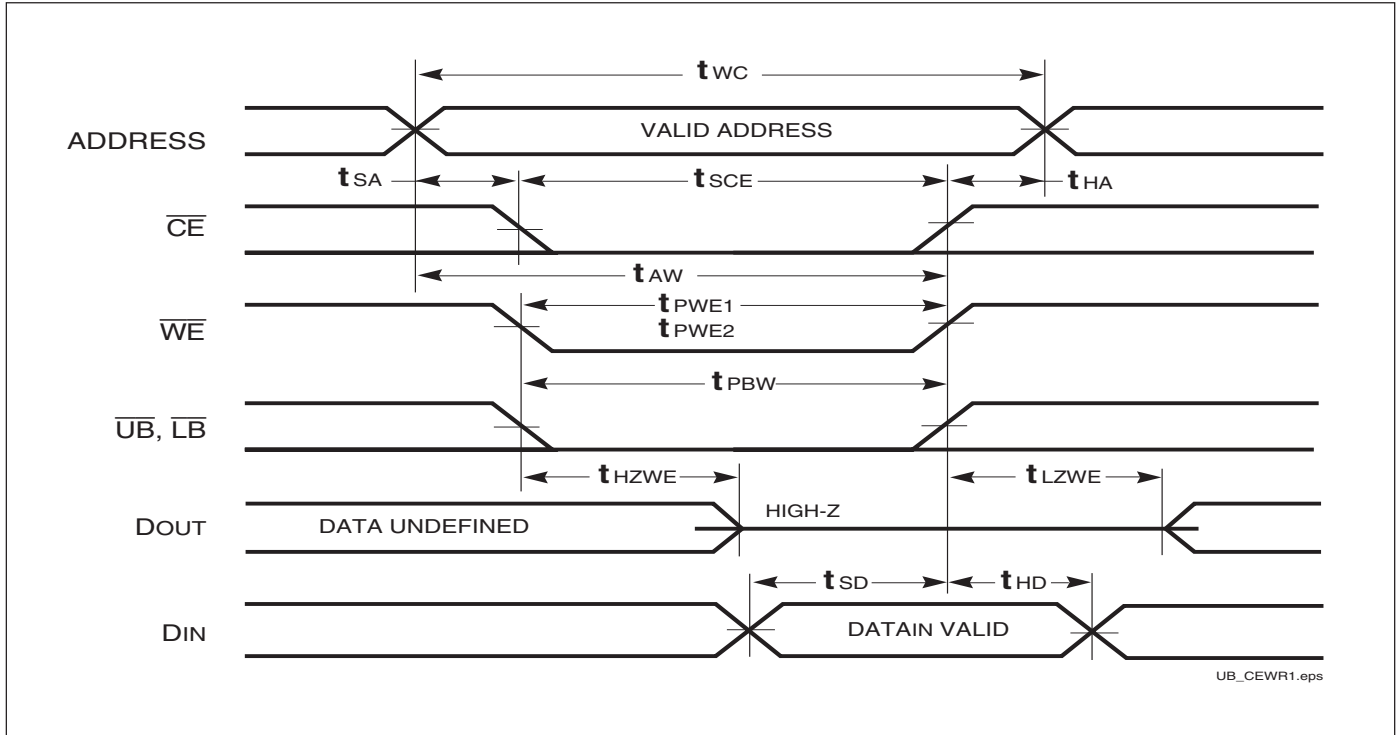 tWC
ADDRESS
VALID ADDRESS
tSA
tSCE
tHA
CE
tAW
tPWE1
WE
tPWE2
tPBW
UB, LB
tHZWE
tLZWE
HIGH-Z
DOUT
DATA UNDEFINED
tSD
tHD
DIN
DATAIN VALID
UB_CEWR1.eps